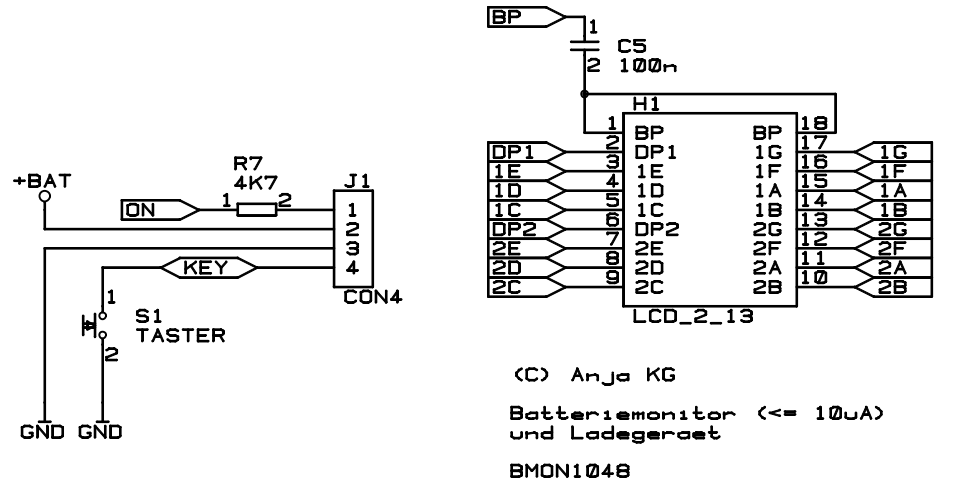 BP
1
C5
2 100n
H1
1 BP BP 18
DP1 2 DP1 1G 17 1G
1E 3 1E 1F 16 1F
1D 4 1D 1A 15 1A
1C 5 1C 1B 14 1B
DP2 6 DP2 2G 13 2G
2E 7 2E 2F 12 2F
2D 8 2D 2A 11 2A
2C 9 2C 2B 10 2B
LCD_2_13
+BAT
R7
4K7
J1
ON 1 2 1
2
3
KEY 4
CON4
1
S1
TASTER
2
GND GND
(C) Anja KG
Batteriemonitor (<= 10uA)
und Ladegeraet
BMON1048